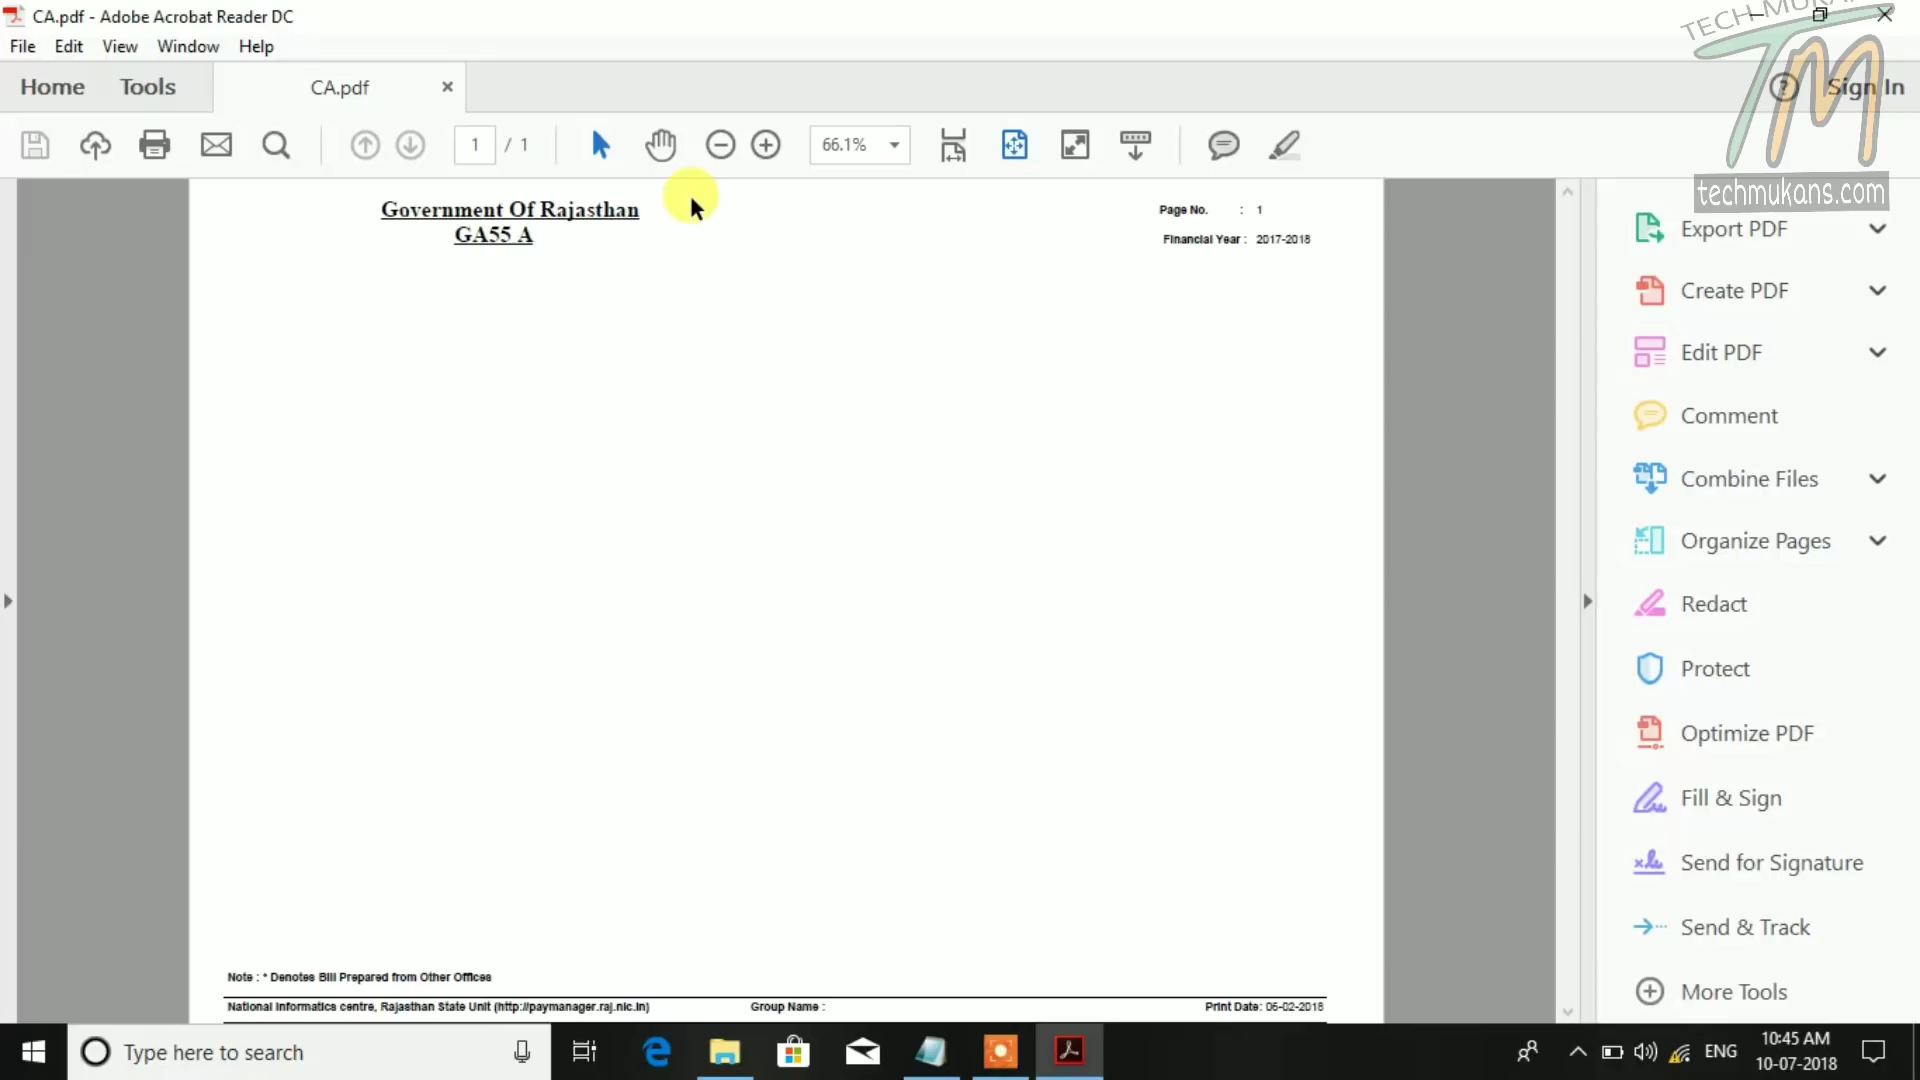 CA.pdf - Adobe Acrobat Reader DC
File Edit View Window Help
TECH MUKAN
TM
techmukans.com
Home Tools CA.pdf
Sign In
1 / 1
66.1%
Government Of Rajasthan
GA55 A
Page No. : 1
Financial Year : 2017-2018
Note : * Denotes Bill Prepared from Other Offices
National Informatics centre, Rajasthan State Unit (http://paymanager.raj.nic.in) Group Name : Print Date: 06-02-2018
Export PDF
Create PDF
Edit PDF
Comment
Combine Files
Organize Pages
Redact
Protect
Optimize PDF
Fill & Sign
Send for Signature
Send & Track
More Tools
Type here to search
ENG
10:45 AM
10-07-2018